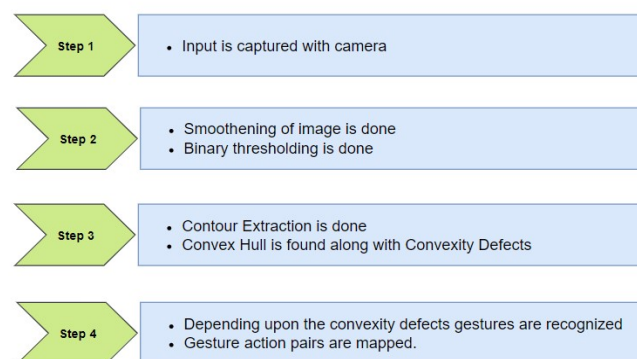 Step 1
• Input is captured with camera
Step 2
• Smoothening of image is done
• Binary thresholding is done
Step 3
• Contour Extraction is done
• Convex Hull is found along with Convexity Defects
Step 4
• Depending upon the convexity defects gestures are recognized
• Gesture action pairs are mapped.